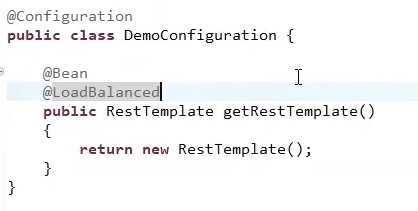 @Configuration
public class DemoConfiguration {
@Bean
@LoadBalanced
public RestTemplate getRestTemplate()
{
return new RestTemplate();
}
}